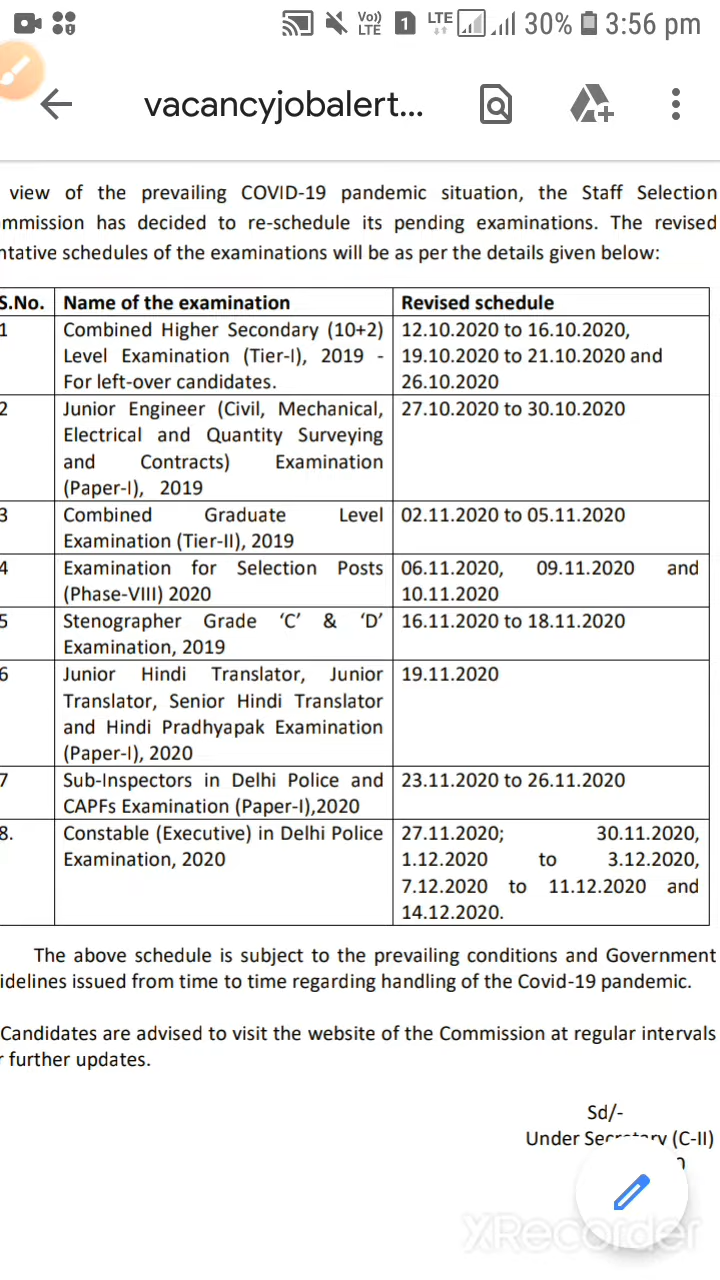 Vo))
LTE 1 LTE 30% 3:56 pm
vacancyjobalert...
view of the prevailing COVID-19 pandemic situation, the Staff Selection
mmission has decided to re-schedule its pending examinations. The revised
ntative schedules of the examinations will be as per the details given below:
S.No. Name of the examination Revised schedule
1 Combined Higher Secondary (10+2) 12.10.2020 to 16.10.2020,
Level Examination (Tier-I), 2019 - 19.10.2020 to 21.10.2020 and
For left-over candidates. 26.10.2020
2 Junior Engineer (Civil, Mechanical, 27.10.2020 to 30.10.2020
Electrical and Quantity Surveying
and Contracts) Examination
(Paper-I), 2019
3 Combined Graduate Level 02.11.2020 to 05.11.2020
Examination (Tier-II), 2019
4 Examination for Selection Posts 06.11.2020, 09.11.2020 and
(Phase-VIII) 2020 10.11.2020
5 Stenographer Grade ‘C’ & ‘D’ 16.11.2020 to 18.11.2020
Examination, 2019
6 Junior Hindi Translator, Junior 19.11.2020
Translator, Senior Hindi Translator
and Hindi Pradhyapak Examination
(Paper-I), 2020
7 Sub-Inspectors in Delhi Police and 23.11.2020 to 26.11.2020
CAPFs Examination (Paper-I),2020
8. Constable (Executive) in Delhi Police 27.11.2020; 30.11.2020,
Examination, 2020 1.12.2020 to 3.12.2020,
7.12.2020 to 11.12.2020 and
14.12.2020.
The above schedule is subject to the prevailing conditions and Government
idelines issued from time to time regarding handling of the Covid-19 pandemic.
Candidates are advised to visit the website of the Commission at regular intervals
r further updates.
Sd/-
Under (C-II)
XRecorder